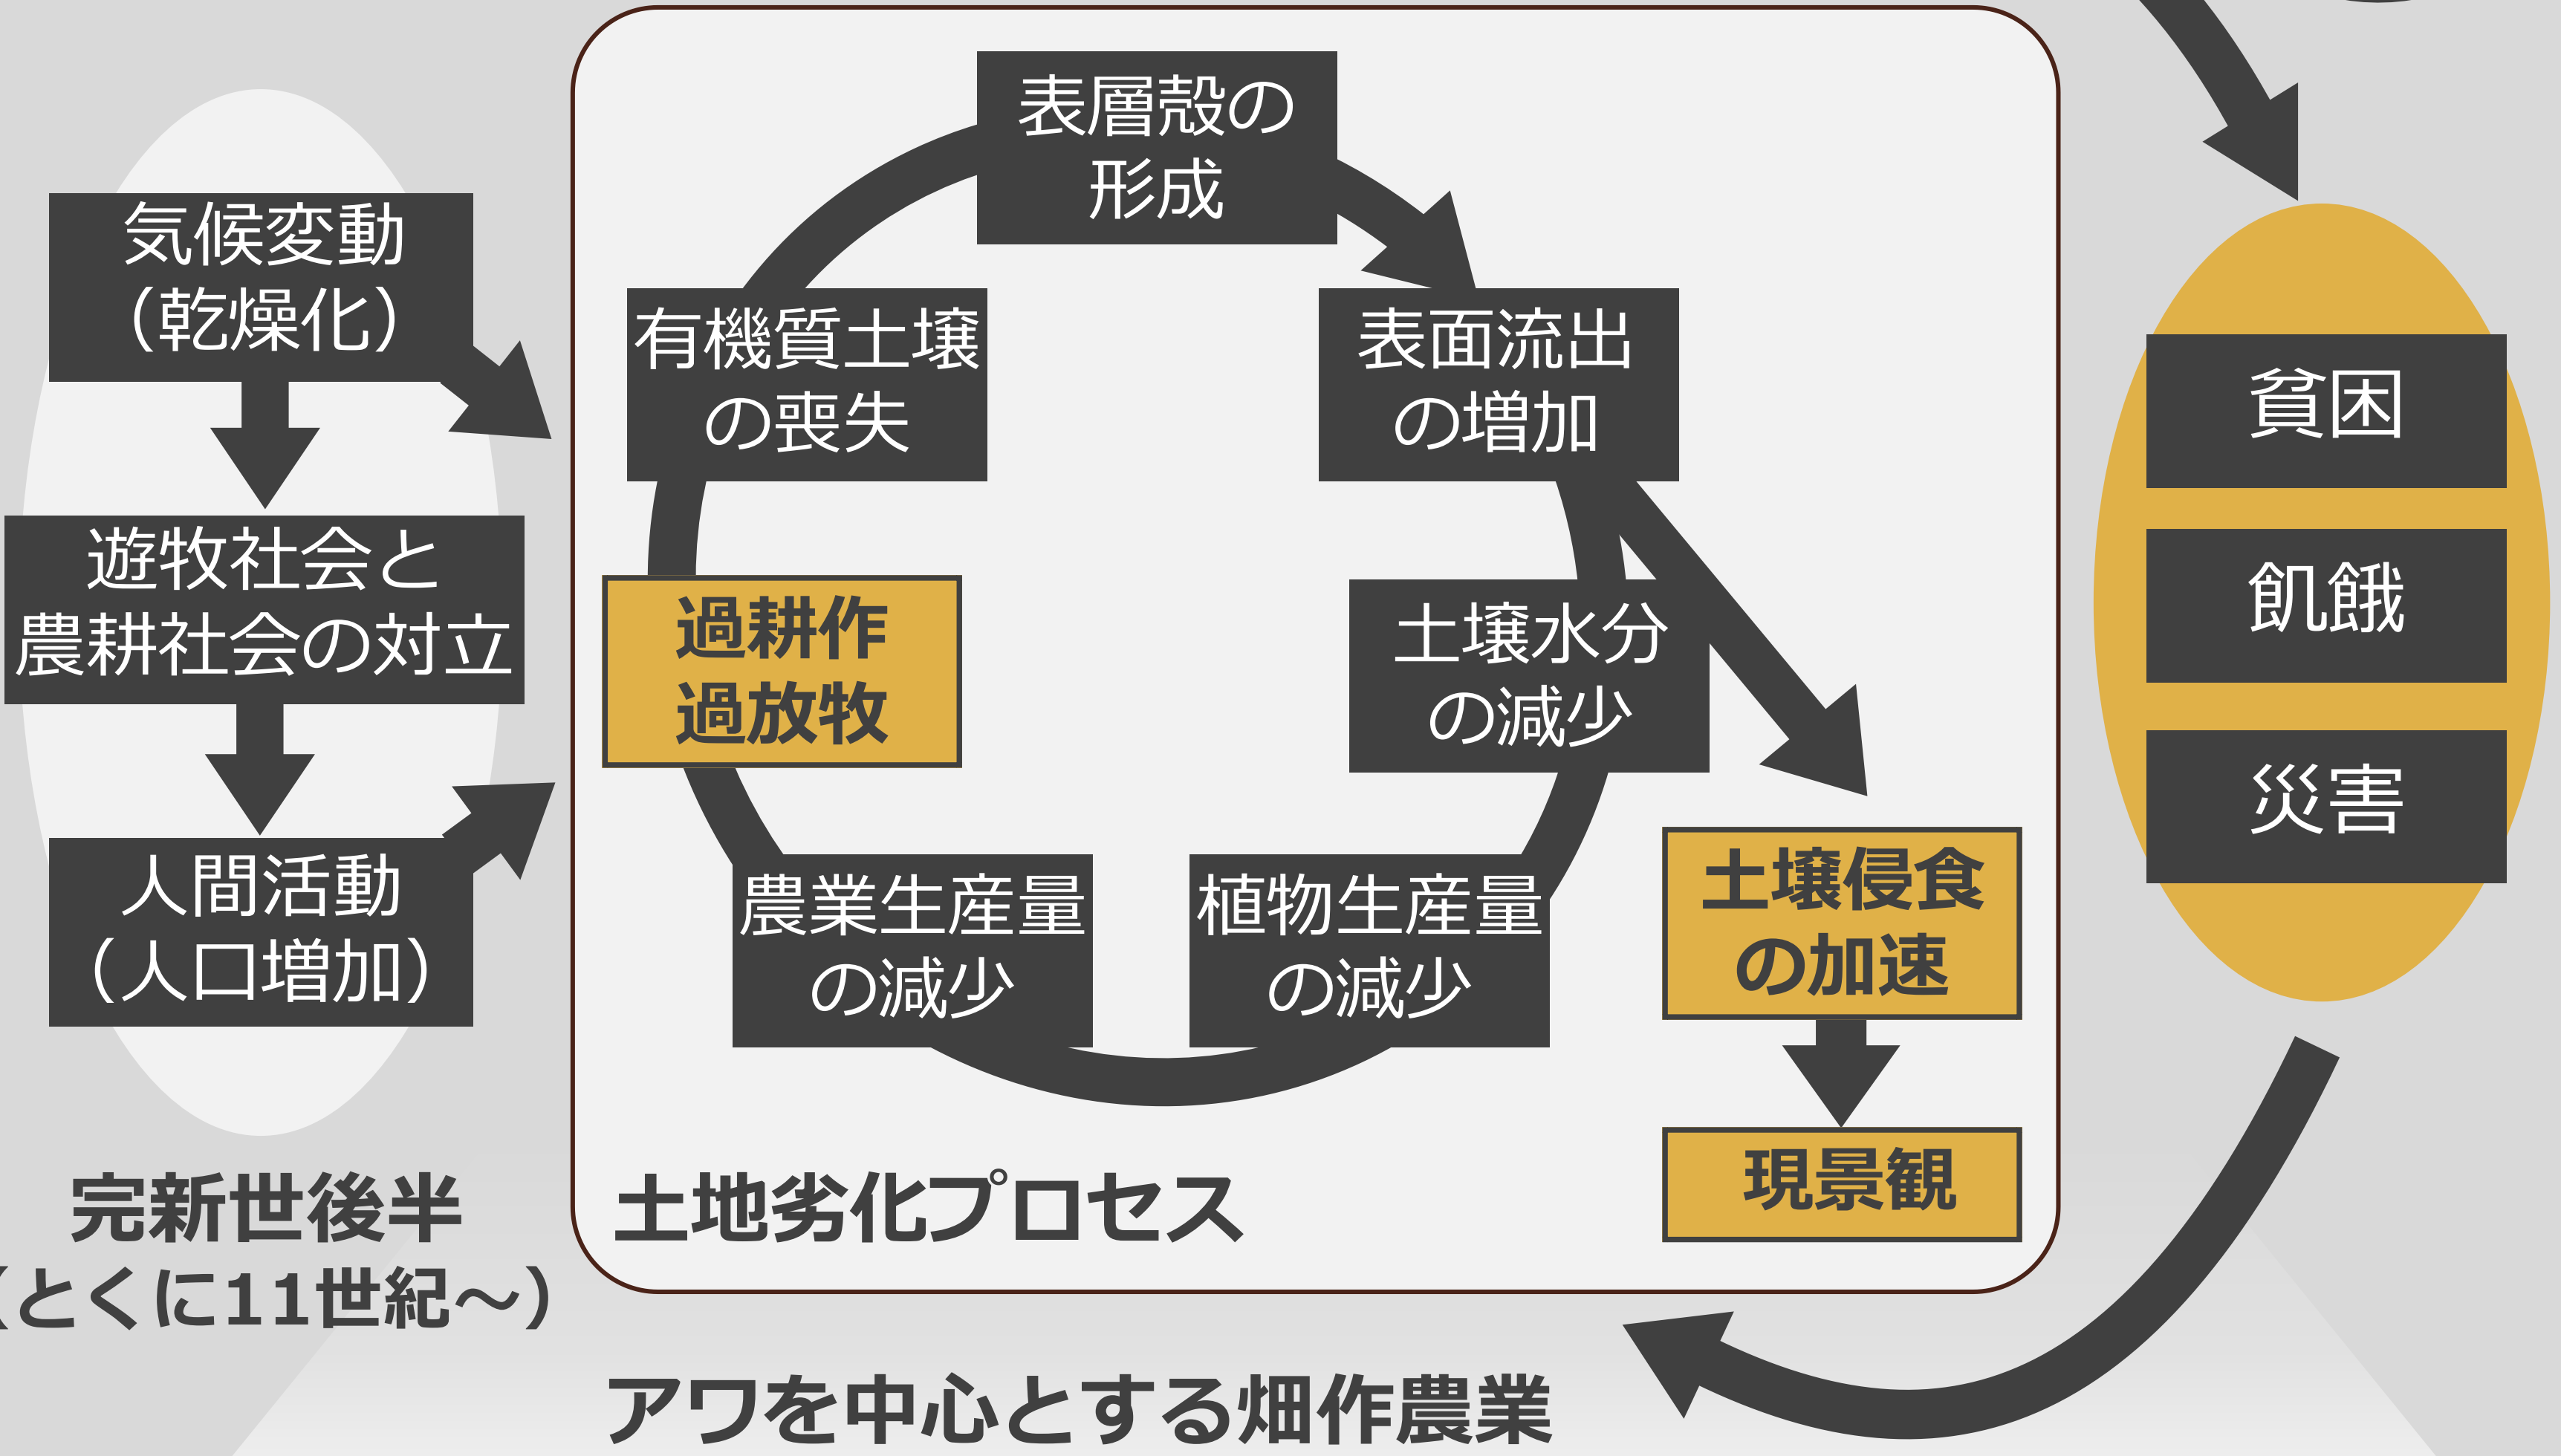 気候変動
（乾燥化）
遊牧社会と
農耕社会の対立
人間活動
（人口増加）
完新世後半
（とくに11世紀～）
表層殻の
形成
有機質土壌
の喪失
表面流出
の増加
過耕作
過放牧
土壌水分
の減少
農業生産量
の減少
植物生産量
の減少
土壌侵食
の加速
現景観
土地劣化プロセス
アワを中心とする畑作農業
貧困
飢餓
災害